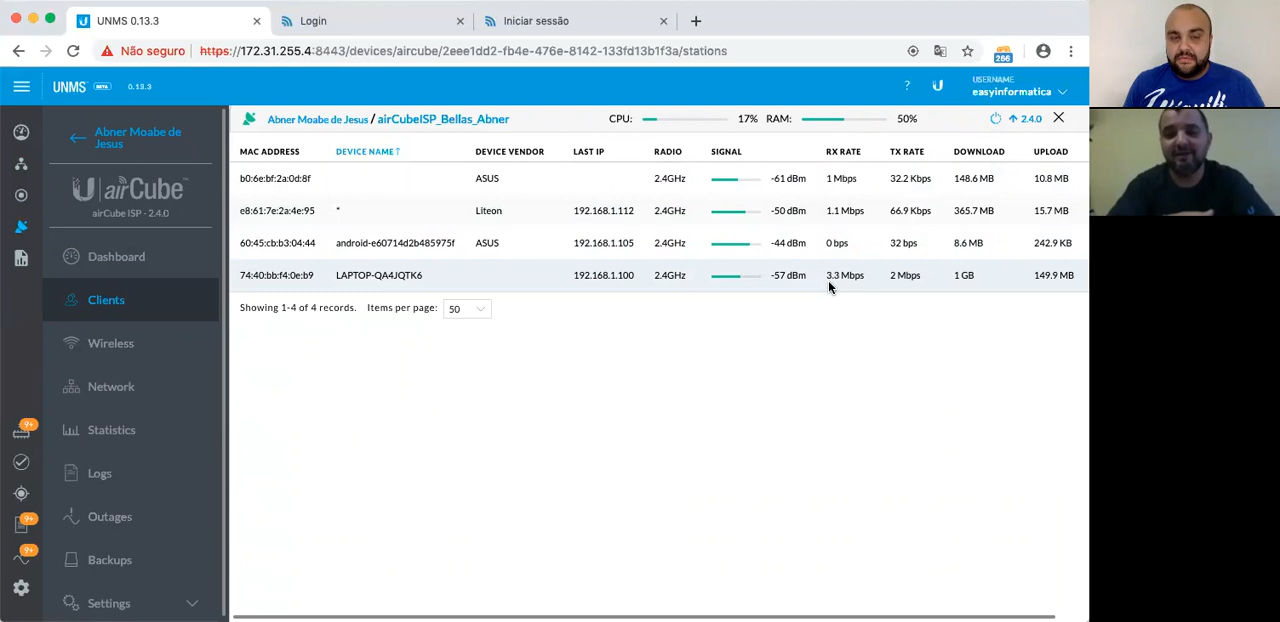 UNMS 0.13.3
Login
Iniciar sessão
Não seguro
https://172.31.255.4:8443/devices/aircube/2eee1dd2-fb4e-476e-8142-133fd13b1f3a/stations
266
UNMS BETA 0.13.3
? USERNAME
easyinformatica
Abner Moabe de Jesus
Abner Moabe de Jesus / airCubeISP_Bellas_Abner CPU: 17% RAM: 50% 2.4.0
U airCube
airCube ISP - 2.4.0
Dashboard
Clients
Wireless
Network
Statistics
Logs
Outages
Backups
Settings
9+
9+
9+
MAC ADDRESS DEVICE NAME↑ DEVICE VENDOR LAST IP RADIO SIGNAL RX RATE TX RATE DOWNLOAD UPLOAD
b0:6e:bf:2a:0d:8f ASUS 2.4GHz -61 dBm 1 Mbps 32.2 Kbps 148.6 MB 10.8 MB
e8:61:7e:2a:4e:95 * Liteon 192.168.1.112 2.4GHz -50 dBm 1.1 Mbps 66.9 Kbps 365.7 MB 15.7 MB
60:45:cb:b3:04:44 android-e60714d2b485975f ASUS 192.168.1.105 2.4GHz -44 dBm 0 bps 32 bps 8.6 MB 242.9 KB
74:40:bb:f4:0e:b9 LAPTOP-QA4JQTK6 192.168.1.100 2.4GHz -57 dBm 3.3 Mbps 2 Mbps 1 GB 149.9 MB
Showing 1-4 of 4 records. Items per page: 50